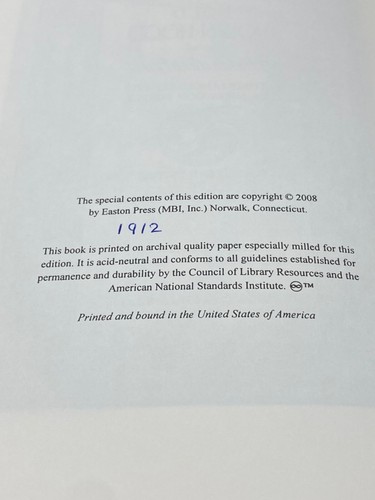 The special contents of this edition are copyright © 2008
by Easton Press (MBI, Inc.) Norwalk, Connecticut.
1912
This book is printed on archival quality paper especially milled for this
edition. It is acid-neutral and conforms to all guidelines established for
permanence and durability by the Council of Library Resources and the
American National Standards Institute. ♾™
Printed and bound in the United States of America